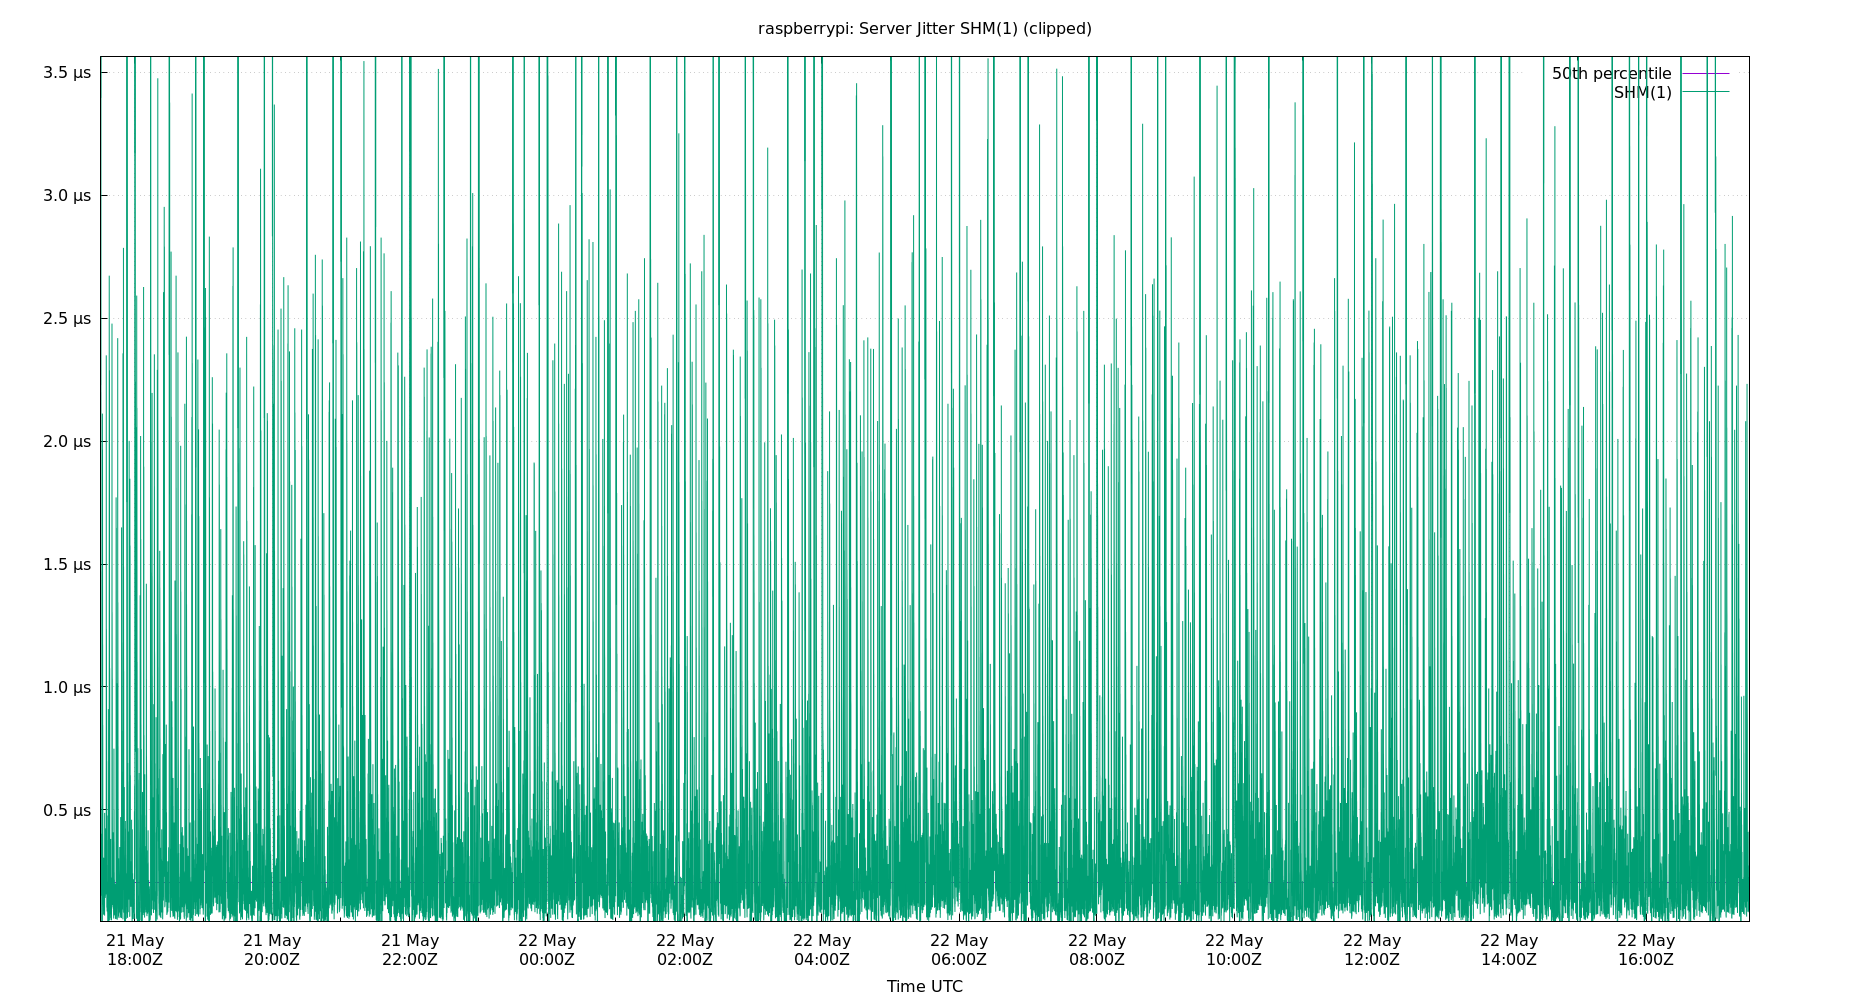 raspberrypi: Server Jitter SHM(1) (clipped)
3.5 µs
3.0 µs
2.5 µs
2.0 µs
1.5 µs
1.0 µs
0.5 µs
50th percentile
SHM(1)
21 May 21 May 21 May 22 May 22 May 22 May 22 May 22 May 22 May 22 May 22 May 22 May
18:00Z 20:00Z 22:00Z 00:00Z 02:00Z 04:00Z 06:00Z 08:00Z 10:00Z 12:00Z 14:00Z 16:00Z
Time UTC